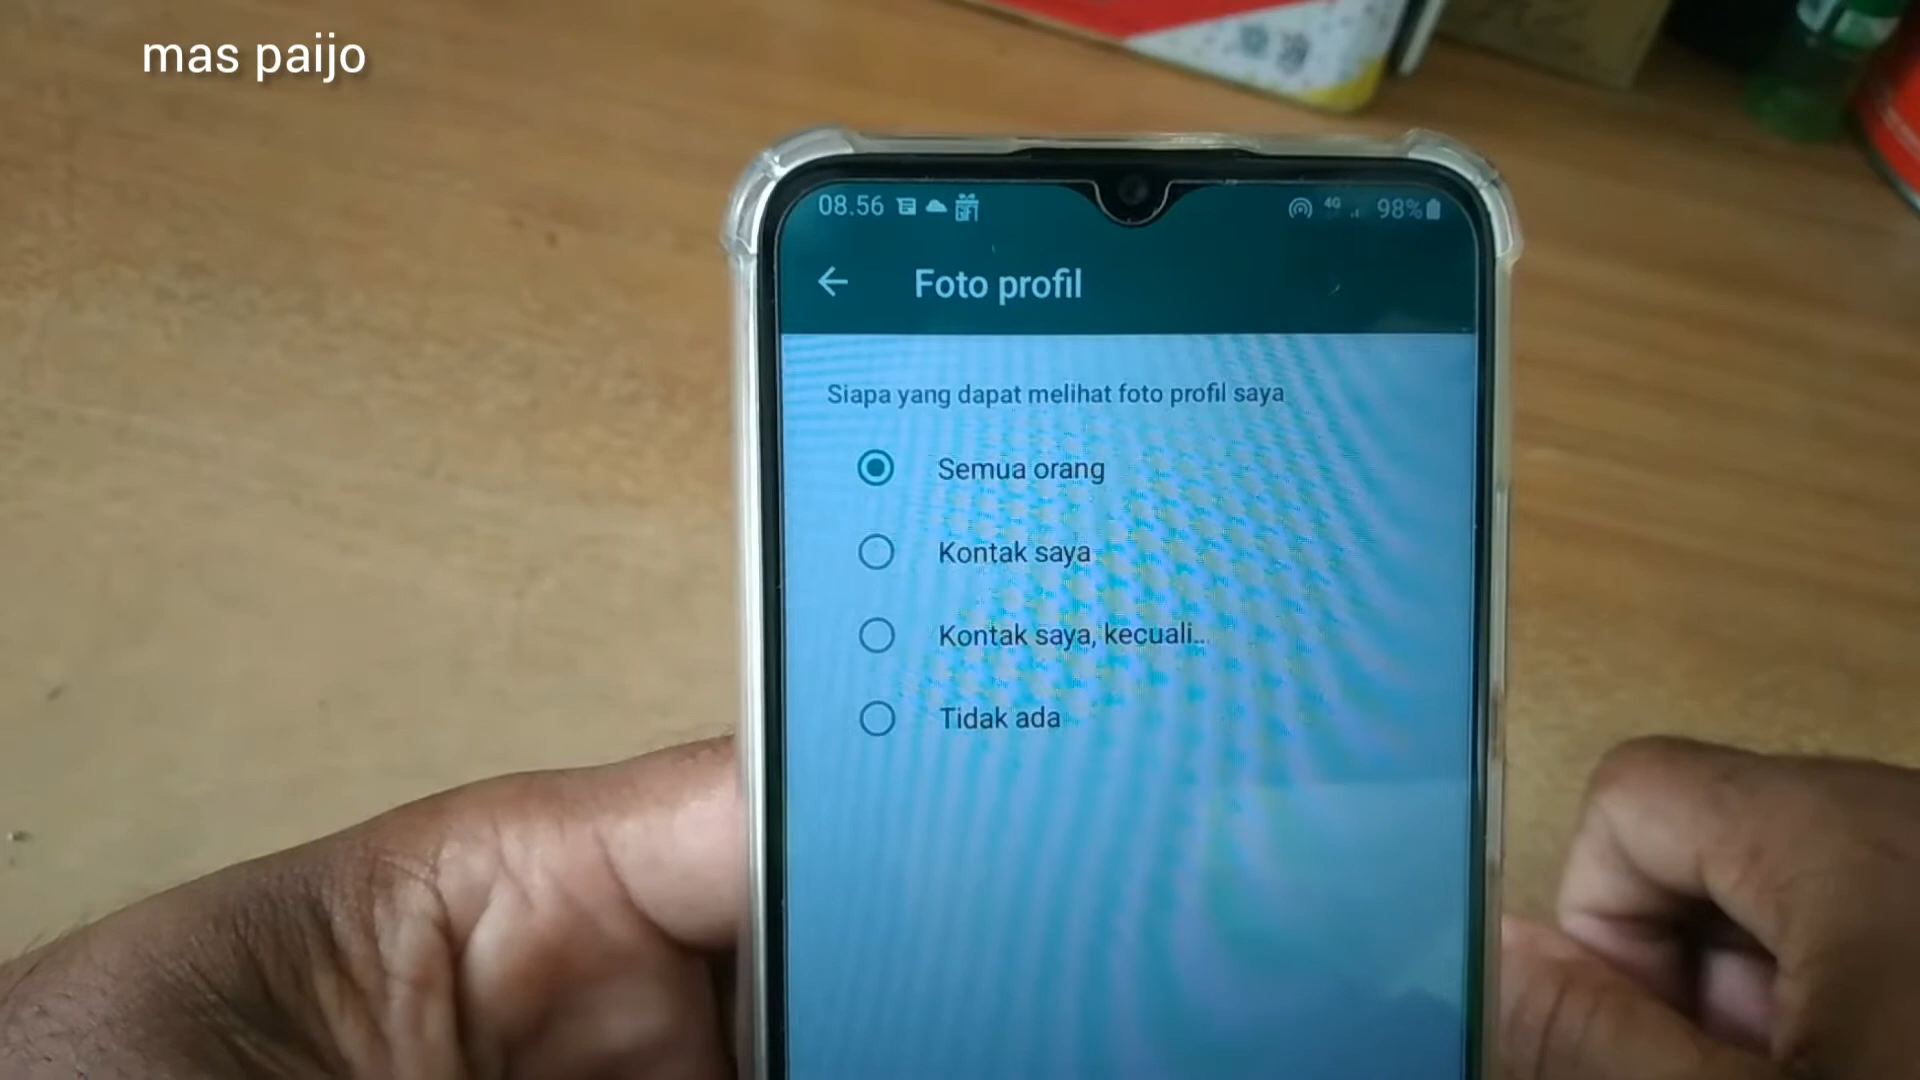 mas paijo
08.56 4G 98%
Foto profil
Siapa yang dapat melihat foto profil saya
Semua orang
Kontak saya
Kontak saya, kecuali...
Tidak ada